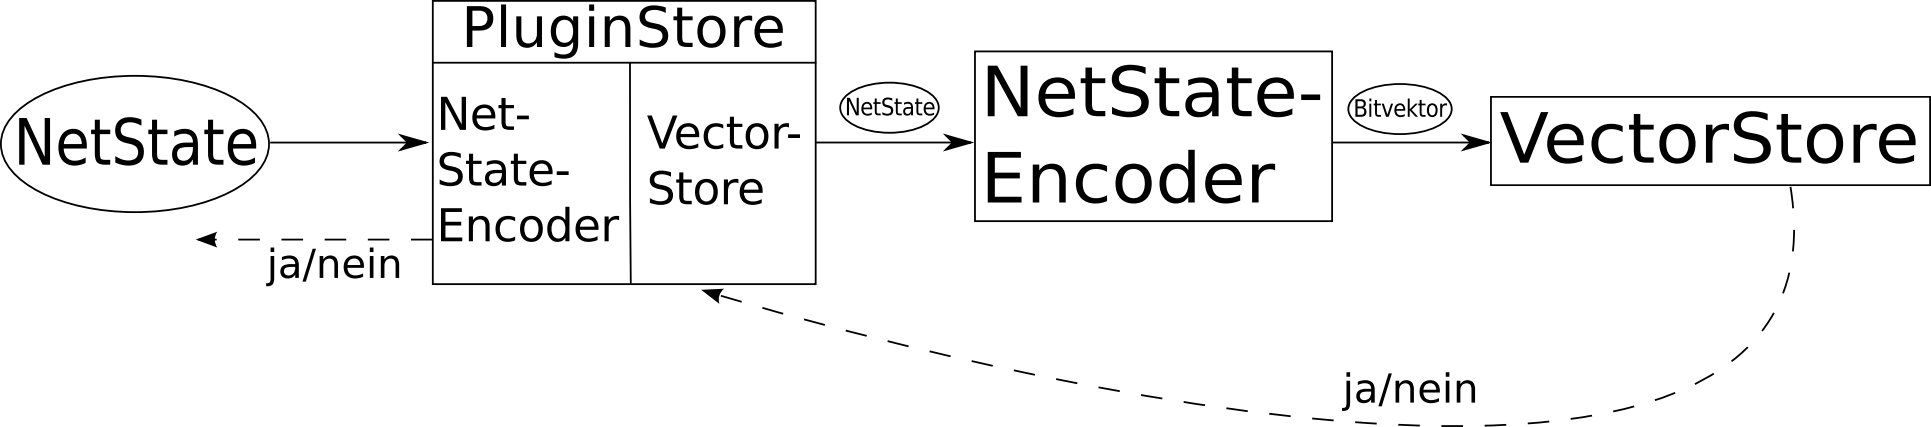 NetState
PluginStore
Net-
State-
Encoder
Vector-
Store
NetState
NetState-
Encoder
Bitvektor
VectorStore
ja/nein
ja/nein